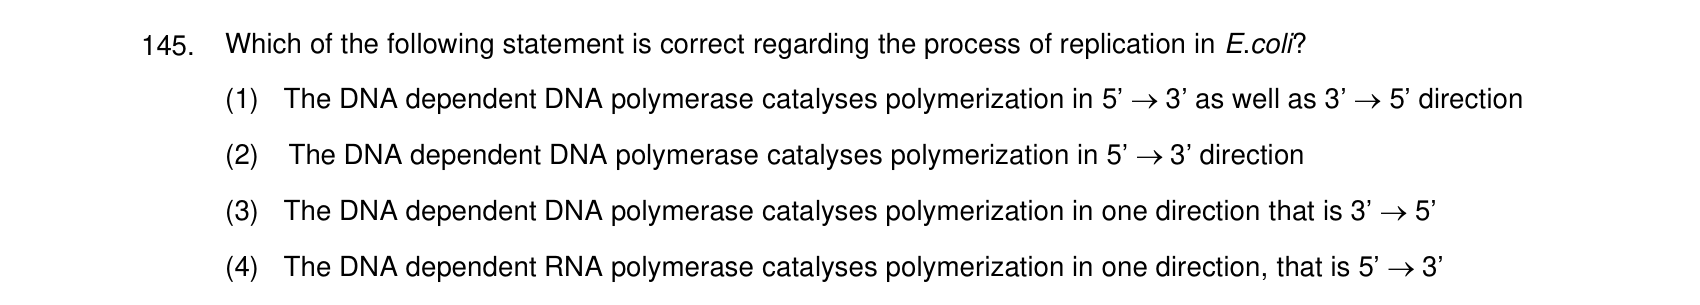 145. Which of the following statement is correct regarding the process of replication in E.coli?
(1) The DNA dependent DNA polymerase catalyses polymerization in 5’ → 3’ as well as 3’ → 5’ direction
(2) The DNA dependent DNA polymerase catalyses polymerization in 5’ → 3’ direction
(3) The DNA dependent DNA polymerase catalyses polymerization in one direction that is 3’ → 5’
(4) The DNA dependent RNA polymerase catalyses polymerization in one direction, that is 5’ → 3’